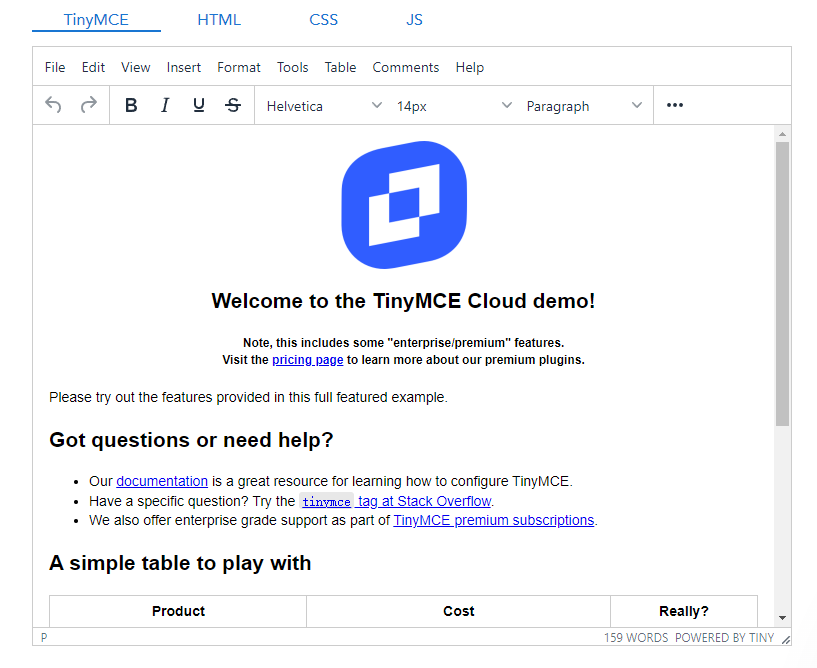 TinyMCE HTML CSS JS
File Edit View Insert Format Tools Table Comments Help
B I U S Helvetica 14px Paragraph
Welcome to the TinyMCE Cloud demo!
Note, this includes some "enterprise/premium" features.
Visit the pricing page to learn more about our premium plugins.
Please try out the features provided in this full featured example.
Got questions or need help?
• Our documentation is a great resource for learning how to configure TinyMCE.
• Have a specific question? Try the tinymce tag at Stack Overflow.
• We also offer enterprise grade support as part of TinyMCE premium subscriptions.
A simple table to play with
Product Cost Really?
P 159 WORDS POWERED BY TINY